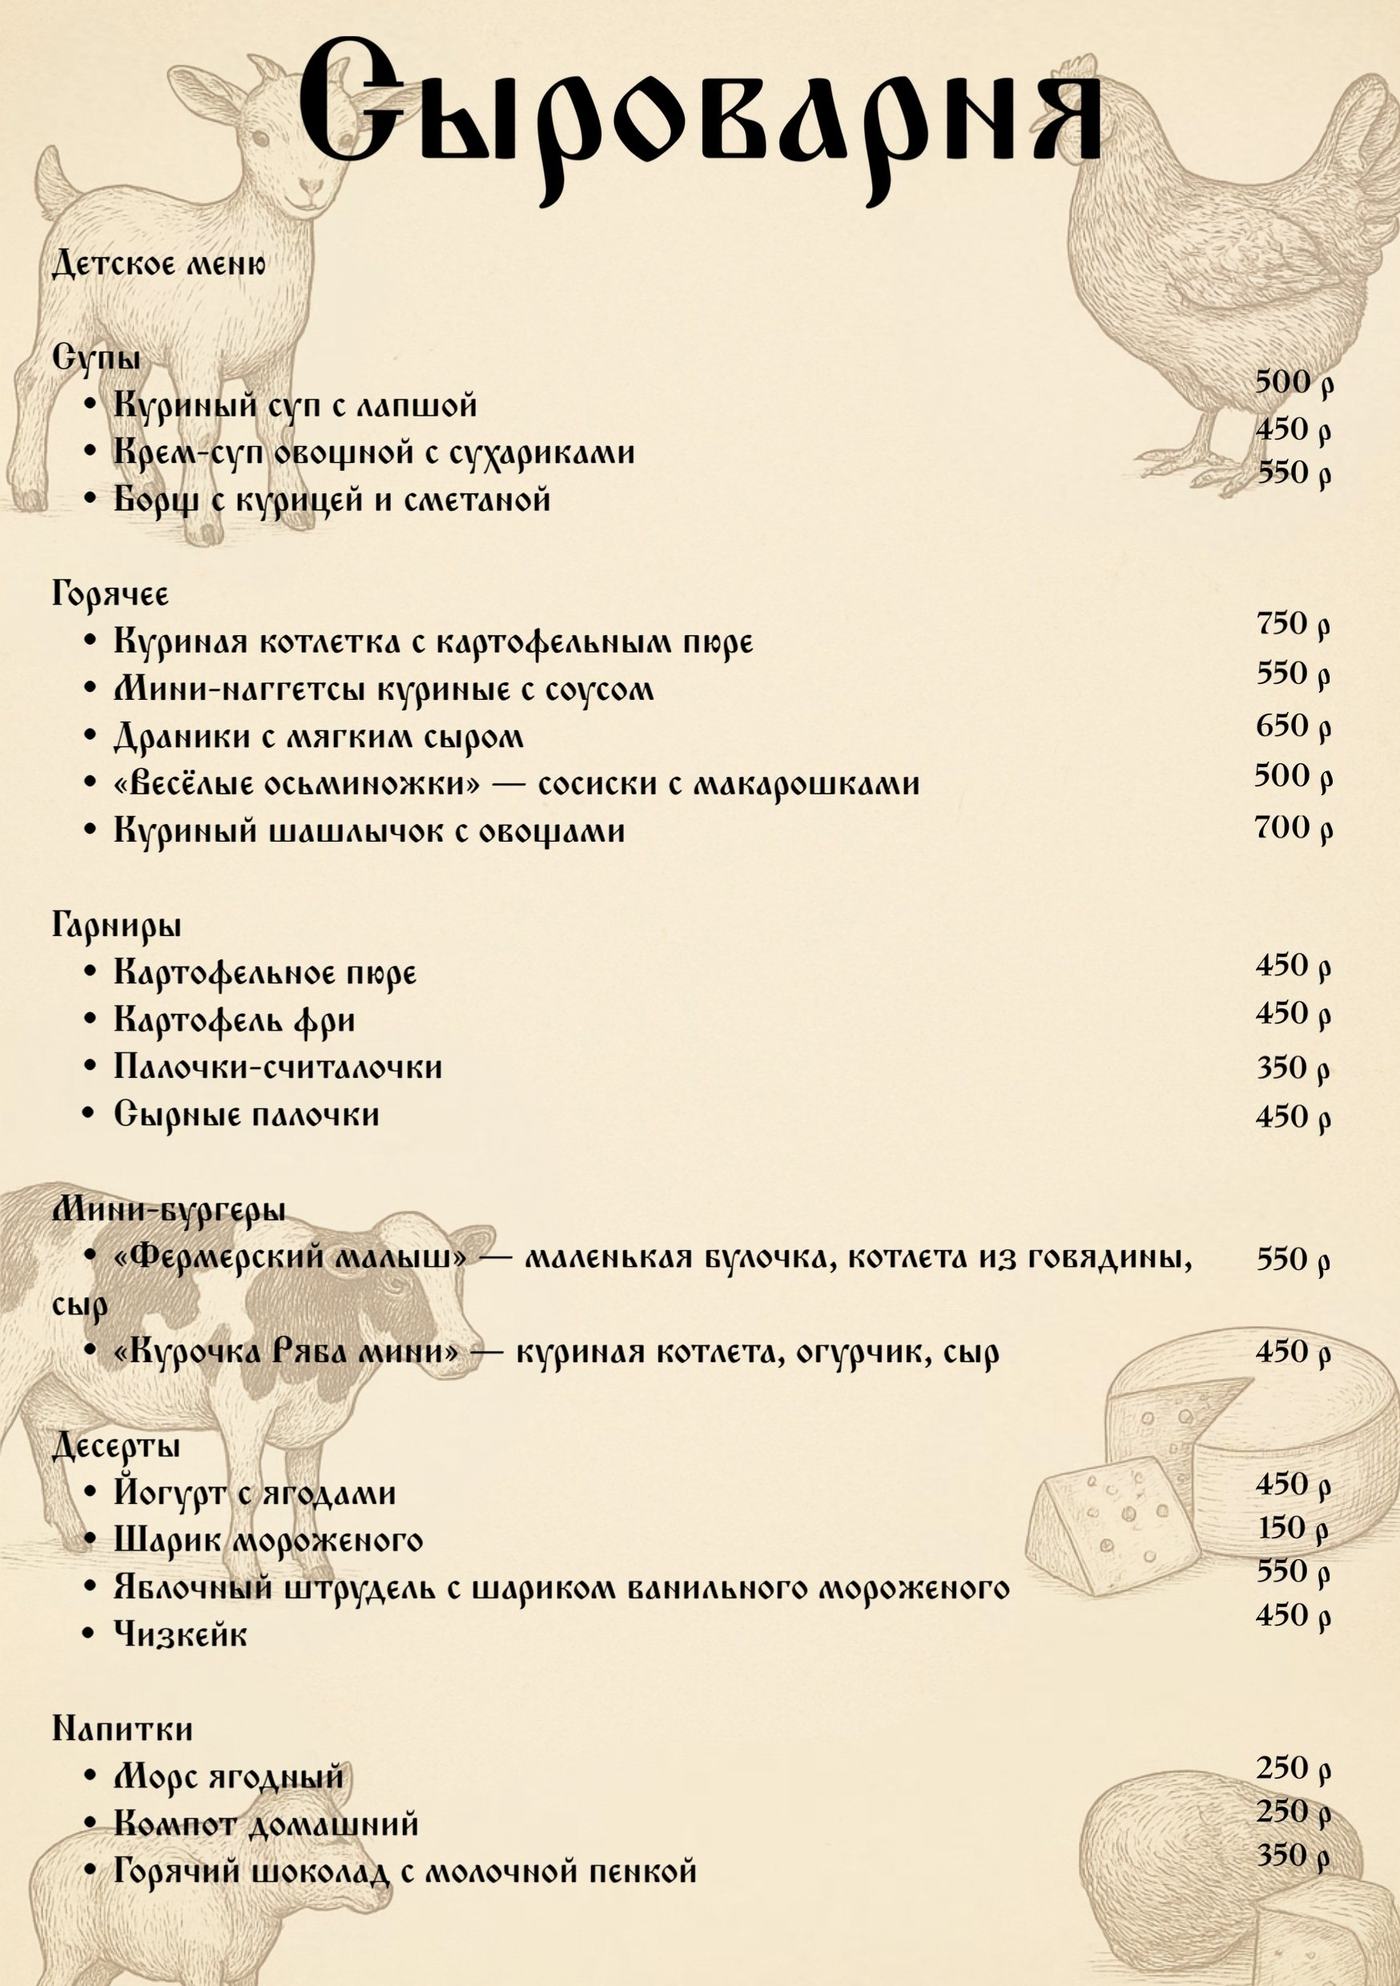 Сыроварня
Детское меню
Супы
• Куриный суп с лапшой 500 р
• Крем-суп овощной с сухариками 450 р
• Борщ с курицей и сметаной 550 р
Горячее
• Куриная котлетка с картофельным пюре 750 р
• Мини-наггетсы куриные с соусом 550 р
• Драники с мягким сыром 650 р
• «Весёлые осьминожки» — сосиски с макарошками 500 р
• Куриный шашлычок с овощами 700 р
Гарниры
• Картофельное пюре 450 р
• Картофель фри 450 р
• Палочки-считалочки 350 р
• Сырные палочки 450 р
Мини-бургеры
• «Фермерский малыш» — маленькая булочка, котлета из говядины, 550 р
сыр
• «Курочка Ряба мини» — куриная котлета, огурчик, сыр 450 р
Десерты
• Йогурт с ягодами 450 р
• Шарик мороженого 150 р
• Яблочный штрудель с шариком ванильного мороженого 550 р
• Чизкейк 450 р
Напитки
• Морс ягодный 250 р
• Компот домашний 250 р
• Горячий шоколад с молочной пенкой 350 р